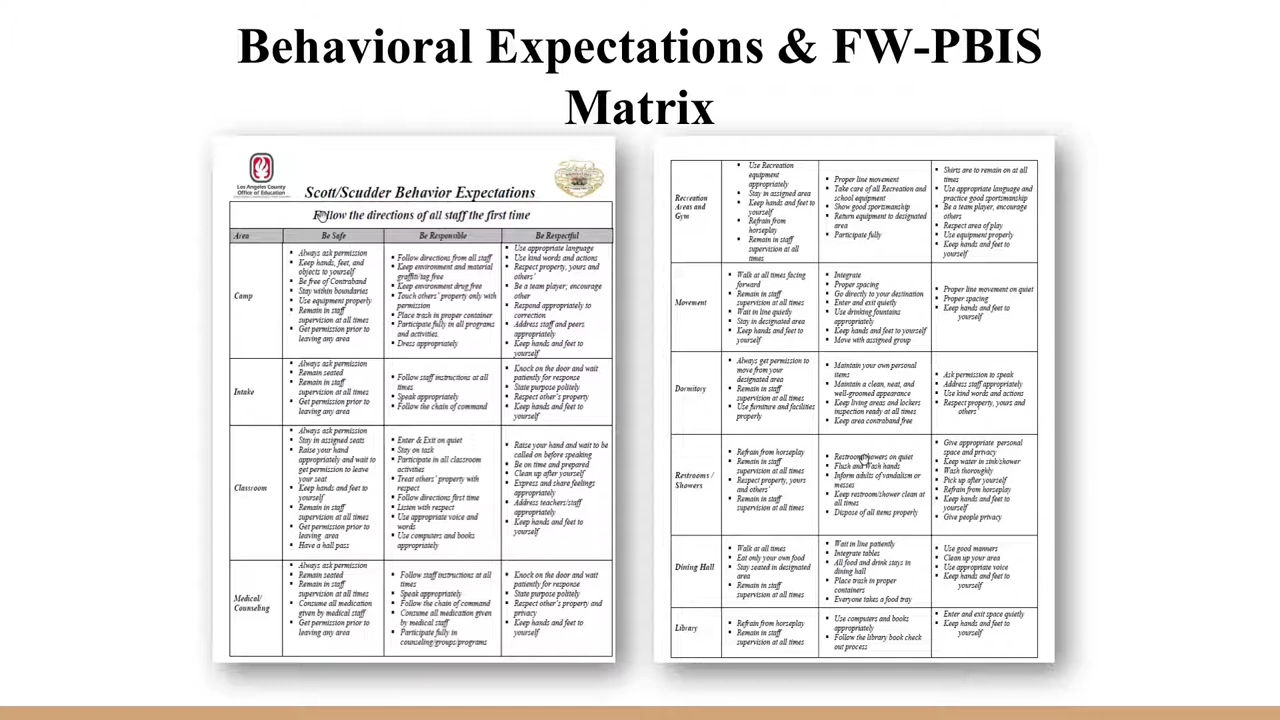 Behavioral Expectations & FW-PBIS
Matrix
Los Angeles County
Office of Education
Scott/Scudder Behavior Expectations
Follow the directions of all staff the first time
Area
Be Safe
Be Responsible
Be Respectful
Camp
Always ask permission
Keep hands, feet, and
objects to yourself
Be free of Contraband
Stay within boundaries
Use equipment properly
Remain in staff
supervision at all times
Get permission prior to
leaving any area
Follow directions from all staff
Keep environment and material
graffiti/tag free
Keep environment drug free
Touch others' property only with
permission
Place trash in proper container
Participate fully in all programs
and activities.
Dress appropriately
Use appropriate language
Use kind words and actions
Respect property, yours and
others'
Be a team player; encourage
other
Respond appropriately to
correction
Address staff and peers
appropriately
Keep hands and feet to
yourself
Intake
Always ask permission
Remain seated
Remain in staff
supervision at all times
Get permission prior to
leaving any area
Follow staff instructions at all
times
Speak appropriately
Follow the chain of command
Knock on the door and wait
patiently for response
State purpose politely
Respect other's property
Keep hands and feet to
yourself
Classroom
Always ask permission
Stay in assigned seats
Raise your hand
appropriately and wait to
get permission to leave
your seat
Keep hands and feet to
yourself
Remain in staff
supervision at all times
Get permission prior to
leaving area
Have a hall pass
Enter & Exit on quiet
Stay on task
Participate in all classroom
activities
Treat others' property with
respect
Follow directions first time
Listen with respect
Use appropriate voice and
words
Use computers and books
appropriately
Raise your hand and wait to be
called on before speaking
Be on time and prepared
Clean up after yourself
Express and share feelings
appropriately
Address teachers/staff
appropriately
Keep hands and feet to
yourself
Medical/
Counseling
Always ask permission
Remain seated
Remain in staff
supervision at all times
Consume all medication
given by medical staff
Get permission prior to
leaving any area
Follow staff instructions at all
times
Speak appropriately
Follow the chain of command
Consume all medication given
by medical staff
Participate fully in
counseling/groups/programs
Knock on the door and wait
patiently for response
State purpose politely
Respect other's property and
privacy
Keep hands and feet to
yourself
Recreation
Areas and
Gym
Use Recreation
equipment
appropriately
Stay in assigned area
Keep hands and feet to
yourself
Refrain from
horseplay
Remain in staff
supervision at all
times
Proper line movement
Take care of all Recreation and
school equipment
Show good sportsmanship
Return equipment to designated
area
Participate fully
Shirts are to remain on at all
times
Use appropriate language and
practice good sportsmanship
Be a team player, encourage
others
Respect area of play
Use equipment properly
Keep hands and feet to
yourself
Movement
Walk at all times facing
forward
Remain in staff
supervision at all times
Wait in line quietly
Stay in designated area
Keep hands and feet to
yourself
Integrate
Proper spacing
Go directly to your destination
Enter and exit quietly
Use drinking fountains
appropriately
Keep hands and feet to yourself
Move with assigned group
Proper line movement on quiet
Proper spacing
Keep hands and feet to
yourself
Dormitory
Always get permission to
move from your
designated area
Remain in staff
supervision at all times
Use furniture and facilities
properly
Maintain your own personal
items
Maintain a clean, neat, and
well-groomed appearance
Keep living areas and lockers
inspection ready at all times
Keep area contraband free
Ask permission to speak
Address staff appropriately
Use kind words and actions
Respect property, yours and
others'
Restrooms /
Showers
Refrain from horseplay
Remain in staff
supervision at all times
Respect property, yours
and others'
Remain in staff
supervision at all times
Restroom/showers on quiet
Flush and Wash hands
Inform adults of vandalism or
messes
Keep restroom/shower clean at
all times
Dispose of all items properly
Give appropriate personal
space and privacy
Keep water in sink/shower
Wash thoroughly
Pick up after yourself
Refrain from horseplay
Keep hands and feet to
yourself
Give people privacy
Dining Hall
Walk at all times
Eat only your own food
Stay seated in designated
area
Remain in staff
supervision at all times
Wait in line patiently
Integrate tables
All food and drink stays in
dining hall
Place trash in proper
containers
Everyone takes a food tray
Use good manners
Clean up your area
Use appropriate voice
Keep hands and feet to
yourself
Library
Refrain from horseplay
Remain in staff
supervision at all times
Use computers and books
appropriately
Follow the library book check
out process
Enter and exit space quietly
Keep hands and feet to
yourself